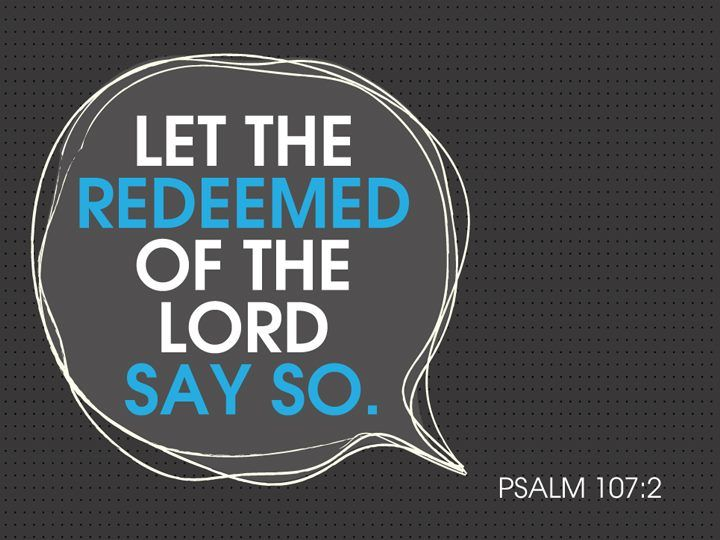 LET THE
REDEEMED
OF THE
LORD
SAY SO.
PSALM 107:2